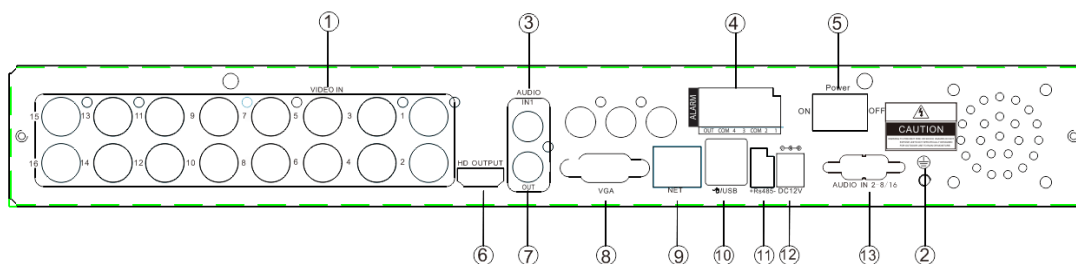 ① ③ ④ ⑤
VIDEO IN
AUDIO
IN1
ALARM
OUT COM 4 3 COM 2 1
Power
ON OFF
CAUTION
15 13 11 9 7 5 3 1
16 14 12 10 8 6 4 2
HD OUTPUT
OUT
VGA
NET
/USB
+Rs485-
DC12V
AUDIO IN 2-8/16
⑥ ⑦ ⑧ ⑨ ⑩ ⑪ ⑫ ⑬ ②